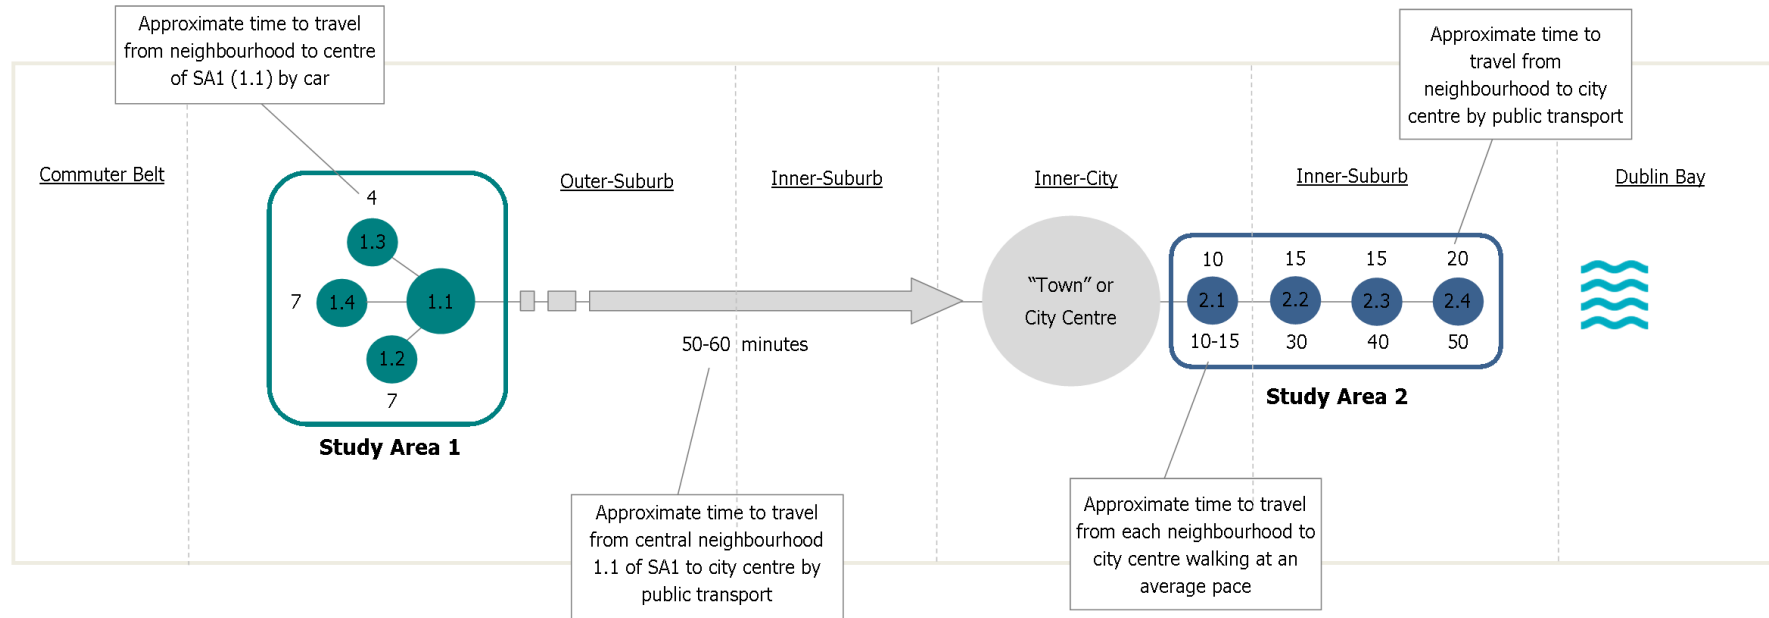 Approximate time to travel
from neighbourhood to centre
of SA1 (1.1) by car
Approximate time to
travel from
neighbourhood to city
centre by public transport
Commuter Belt
Outer-Suburb
Inner-Suburb
Inner-City
Inner-Suburb
Dublin Bay
4
1.3
7
1.4
1.1
1.2
7
Study Area 1
50-60 minutes
"Town" or
City Centre
10
15
15
20
2.1
2.2
2.3
2.4
10-15
30
40
50
Study Area 2
Approximate time to travel
from central neighbourhood
1.1 of SA1 to city centre by
public transport
Approximate time to travel
from each neighbourhood to
city centre walking at an
average pace